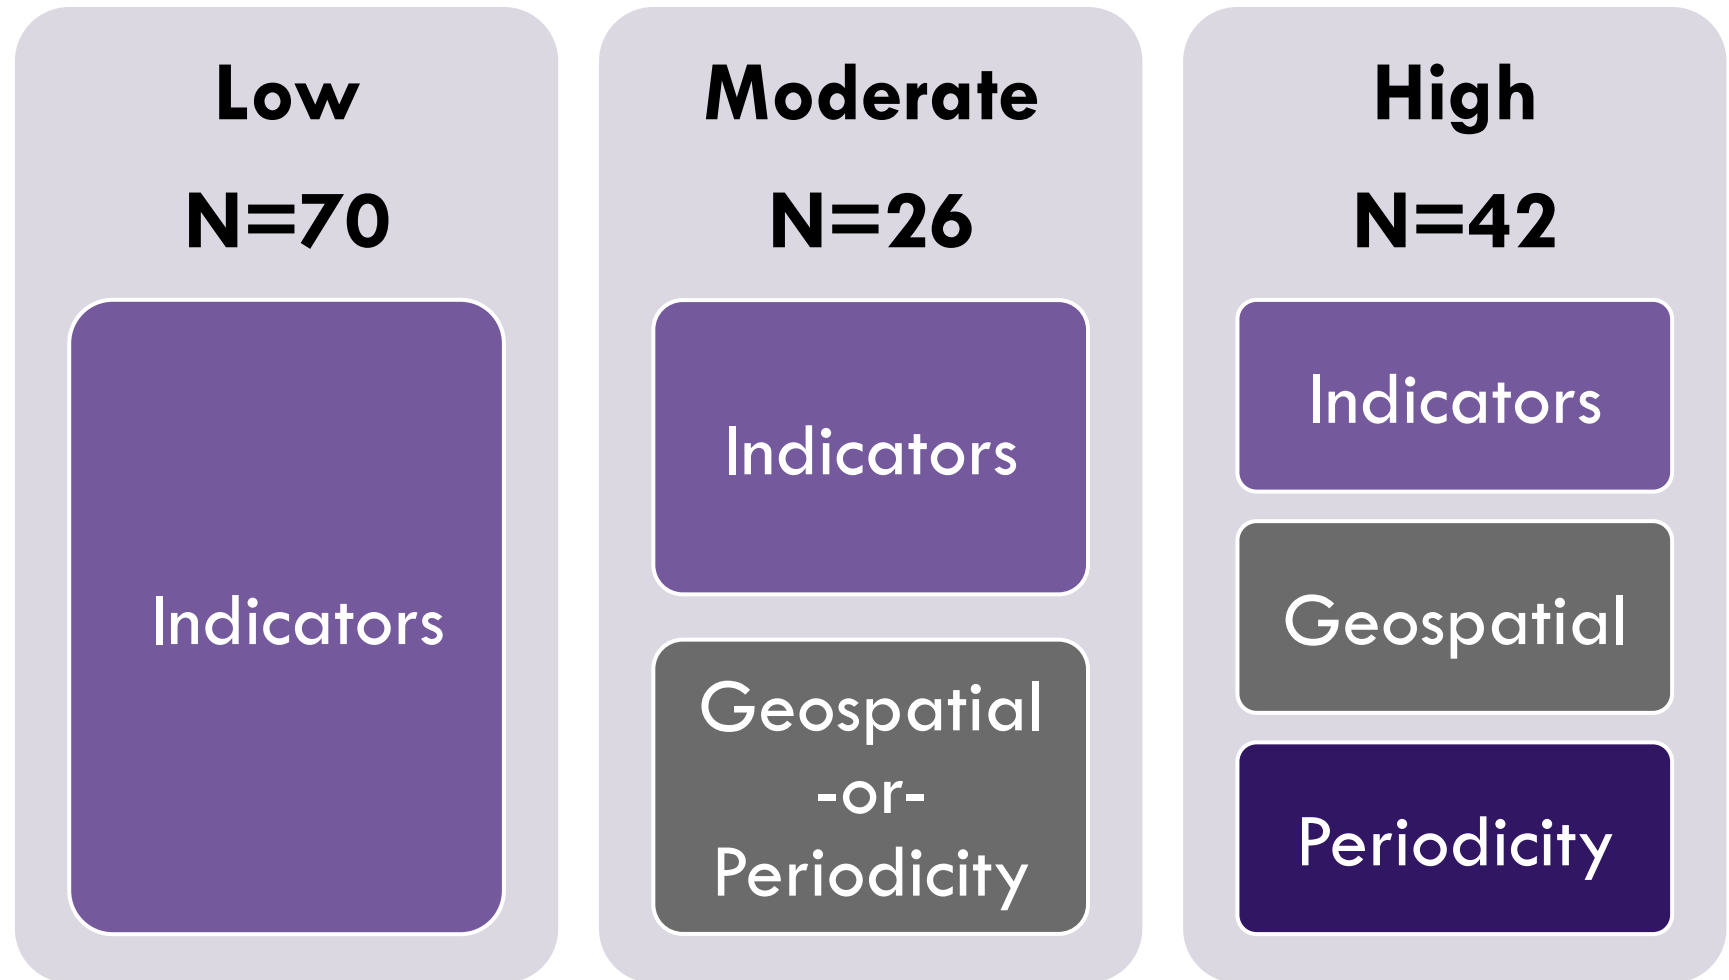 Low
N=70
Indicators
Moderate
N=26
Indicators
Geospatial
-or-
Periodicity
High
N=42
Indicators
Geospatial
Periodicity